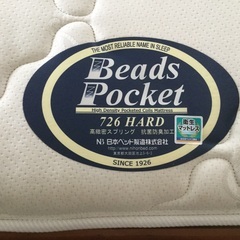 THE MOST RELIABLE NAME IN SLEEP
Beads
Pocket
High Density Pocketed Coils Mattress
726 HARD
高細密スプリング 抗菌防臭加工
日本ベッド製造株式会社
SINCE 1926
衛生
マットレス